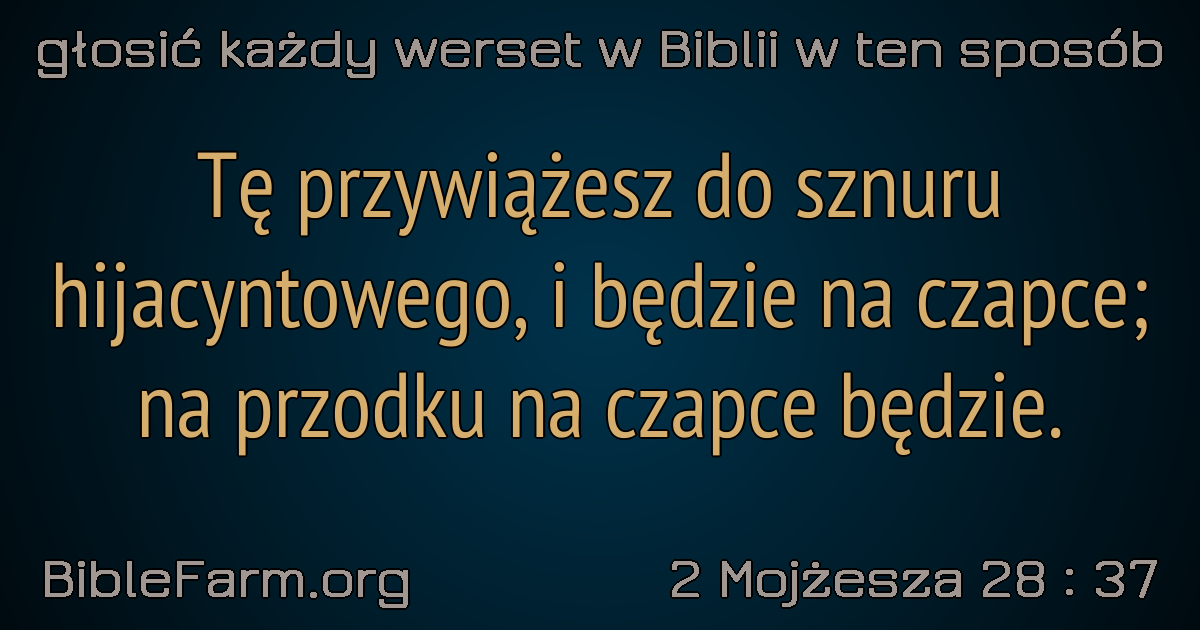 głosić każdy werset w Biblii w ten sposób
Tę przywiążesz do sznuru
hijacyntowego, i będzie na czapce;
na przodku na czapce będzie.
BibleFarm.org
2 Mojżesza 28 : 37